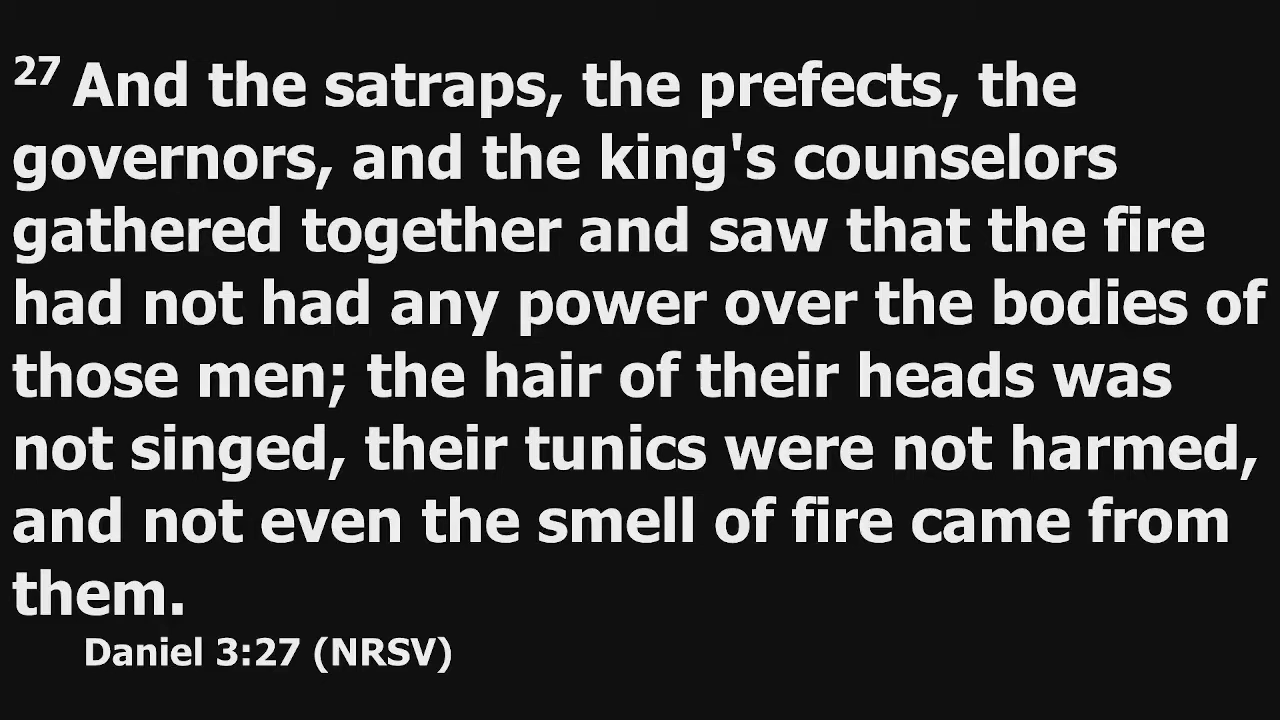 27 And the satraps, the prefects, the
governors, and the king's counselors
gathered together and saw that the fire
had not had any power over the bodies of
those men; the hair of their heads was
not singed, their tunics were not harmed,
and not even the smell of fire came from
them.
Daniel 3:27 (NRSV)